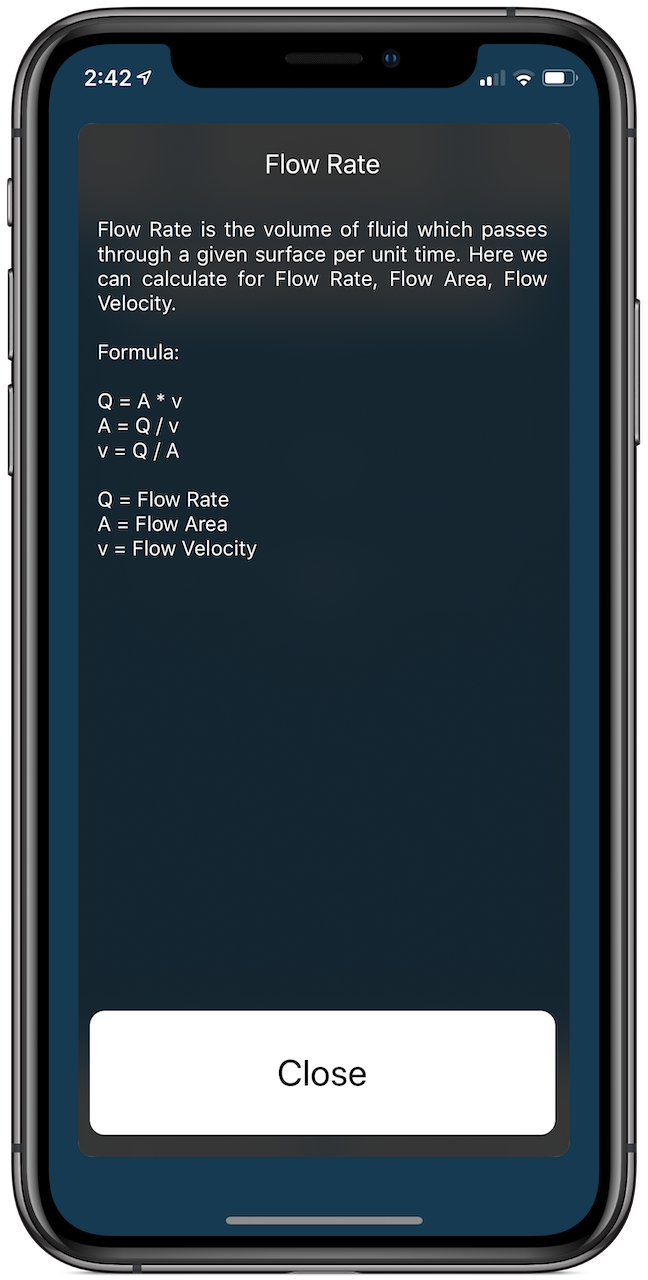 2:42
Flow Rate
Flow Rate is the volume of fluid which passes
through a given surface per unit time. Here we
can calculate for Flow Rate, Flow Area, Flow
Velocity.
Formula:
Q = A * v
A = Q / v
v = Q / A
Q = Flow Rate
A = Flow Area
v = Flow Velocity
Close